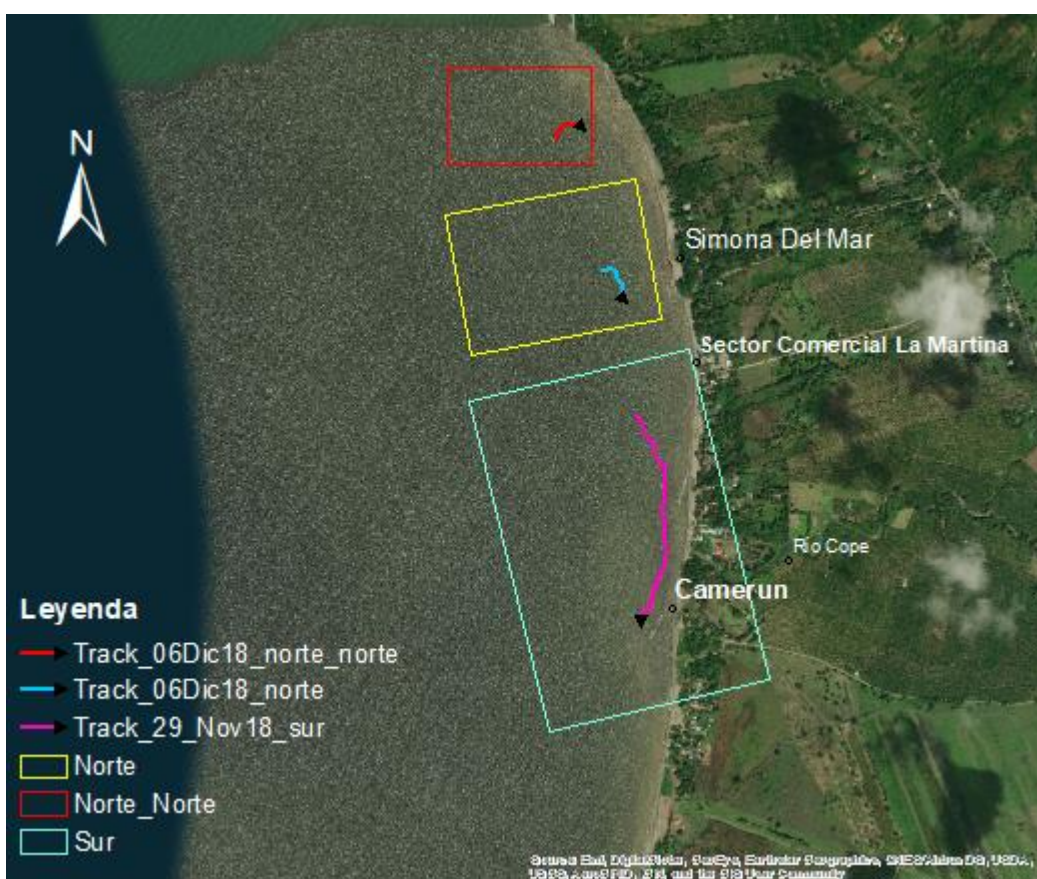 N
Simona Del Mar
Sector Comercial La Martina
Rio Cope
Camerun
Leyenda
Track_06Dic18_norte_norte
Track_06Dic18_norte
Track_29_Nov18_sur
Norte
Norte_Norte
Sur